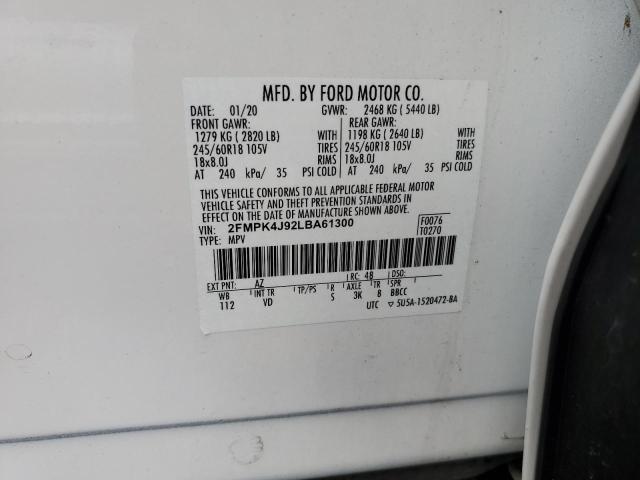 MFD. BY FORD MOTOR CO.
DATE: 01/20 GVWR: 2468 KG ( 5440 LB)
FRONT GAWR: REAR GAWR:
1279 KG ( 2820 LB) WITH 1198 KG ( 2640 LB) WITH
245/60R18 105V TIRES 245/60R18 105V TIRES
18x8.0J RIMS 18x8.0J RIMS
AT 240 kPa/ 35 PSI COLD AT 240 kPa/ 35 PSI COLD
THIS VEHICLE CONFORMS TO ALL APPLICABLE FEDERAL MOTOR
VEHICLE SAFETY AND THEFT PREVENTION STANDARDS IN
EFFECT ON THE DATE OF MANUFACTURE SHOWN ABOVE.
VIN: 2FMPK4J92LBA61300 F0076
TYPE: MPV T0270
RC: 48 DSO:
EXT PNT: AZ
WB INT TR TP/PS R AXLE TR SPR
112 VD S 3K 8 BBCC
UTC ▽ 5U5A-1520472-BA